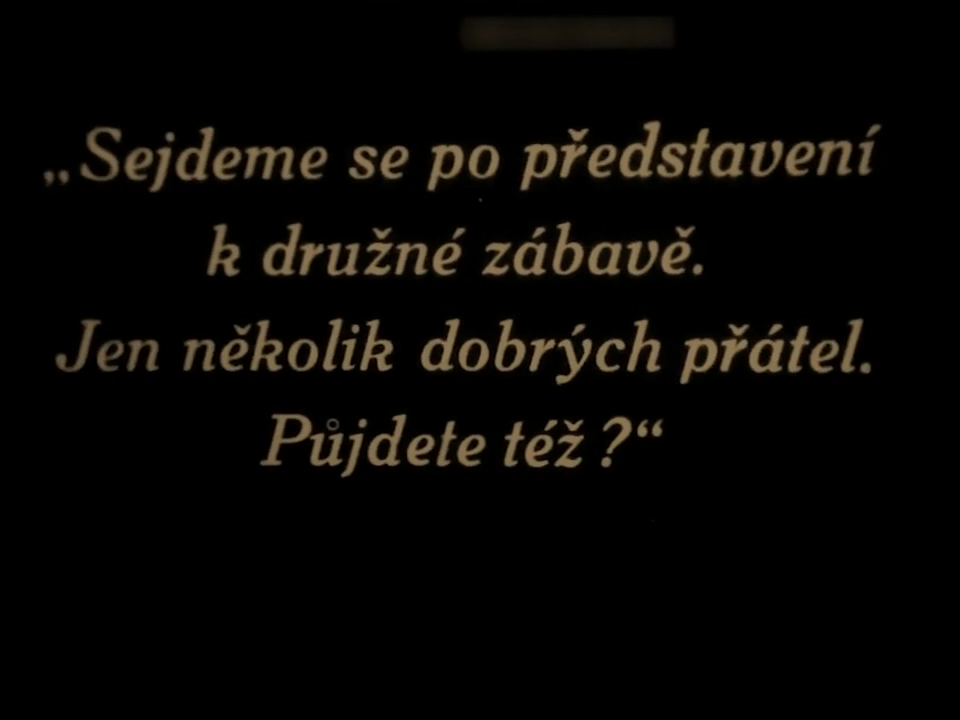 „Sejdeme se po představení
k družné zábavě.
Jen několik dobrých přátel.
Půjdete též?“